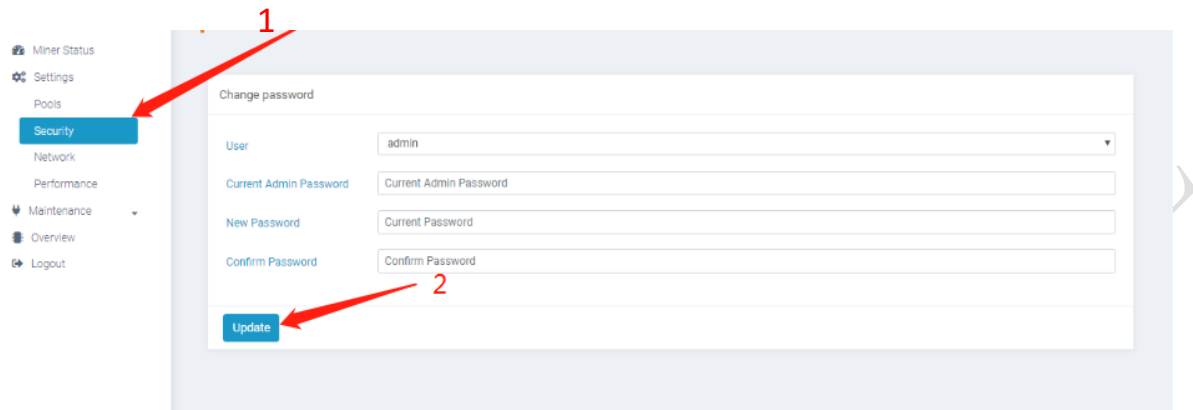 1
Miner Status
Settings
Pools
Security
Network
Performance
Maintenance
Overview
Logout
Change password
User admin
Current Admin Password Current Admin Password
New Password Current Password
Confirm Password Confirm Password
2
Update